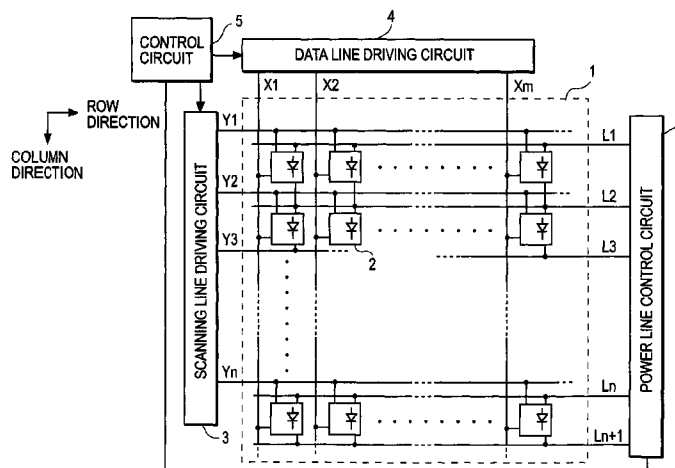 5
4
CONTROL
CIRCUIT
DATA LINE DRIVING CIRCUIT
X1
X2
Xm
1
ROW
DIRECTION
COLUMN
DIRECTION
Y1
L1
Y2
L2
Y3
L3
2
SCANNING LINE DRIVING CIRCUIT
POWER LINE CONTROL CIRCUIT
Yn
Ln
Ln+1
3